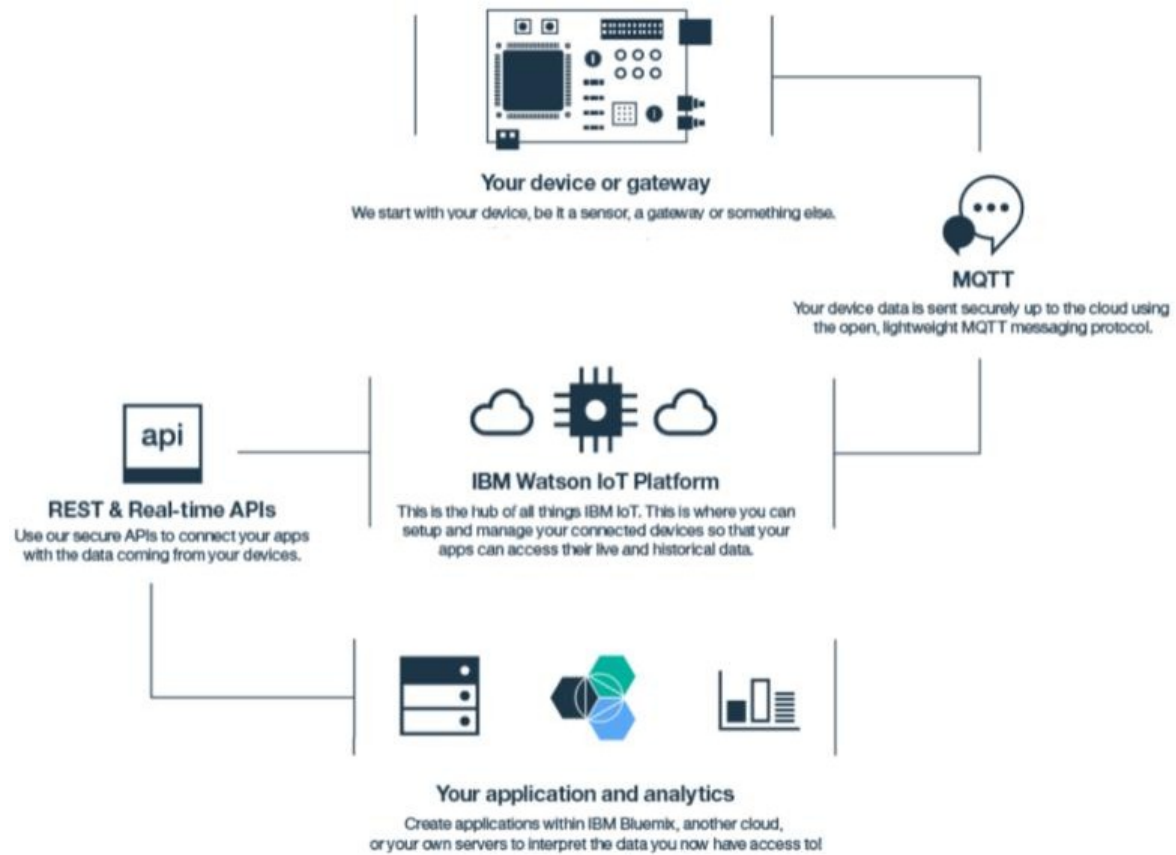 Your device or gateway
We start with your device, be it a sensor, a gateway or something else.
MQTT
Your device data is sent securely up to the cloud using
the open, lightweight MQTT messaging protocol.
api
REST & Real-time APIs
Use our secure APIs to connect your apps
with the data coming from your devices.
IBM Watson IoT Platform
This is the hub of all things IBM IoT. This is where you can
setup and manage your connected devices so that your
apps can access their live and historical data.
Your application and analytics
Create applications within IBM Bluemix, another cloud,
or your own servers to interpret the data you now have access to!